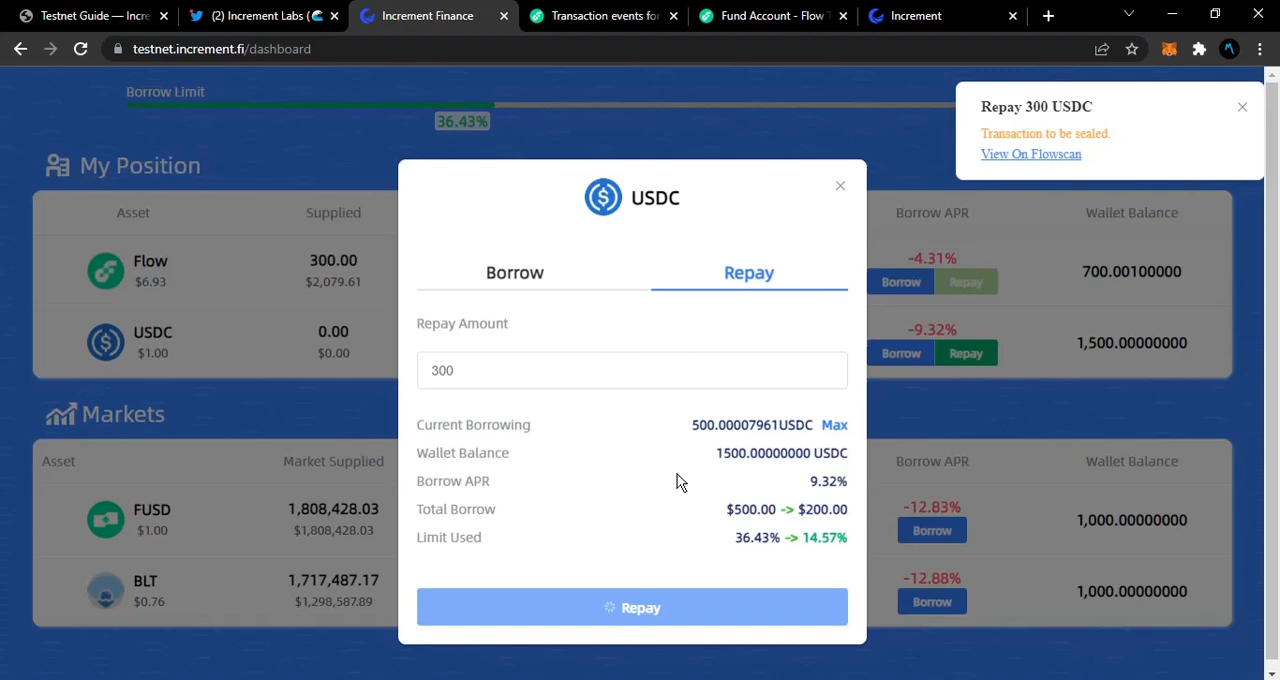 Testnet Guide — Incre
(2) Increment Labs (
Increment Finance
Transaction events for
Fund Account - Flow T
Increment
testnet.increment.fi/dashboard
Borrow Limit
36.43%
Repay 300 USDC
Transaction to be sealed.
View On Flowscan
My Position
Asset Supplied Borrow APR Wallet Balance
Flow 300.00 -4.31% 700.00100000
$6.93 $2,079.61 Borrow Repay
USDC 0.00 -9.32% 1,500.00000000
$1.00 $0.00 Borrow Repay
Markets
Asset Market Supplied Borrow APR Wallet Balance
FUSD 1,808,428.03 -12.83% 1,000.00000000
$1.00 $1,808,428.03 Borrow
BLT 1,717,487.17 -12.88% 1,000.00000000
$0.76 $1,298,587.89 Borrow
USDC
Borrow Repay
Repay Amount
300
Current Borrowing 500.00007961USDC Max
Wallet Balance 1500.00000000 USDC
Borrow APR 9.32%
Total Borrow $500.00 -> $200.00
Limit Used 36.43% -> 14.57%
Repay